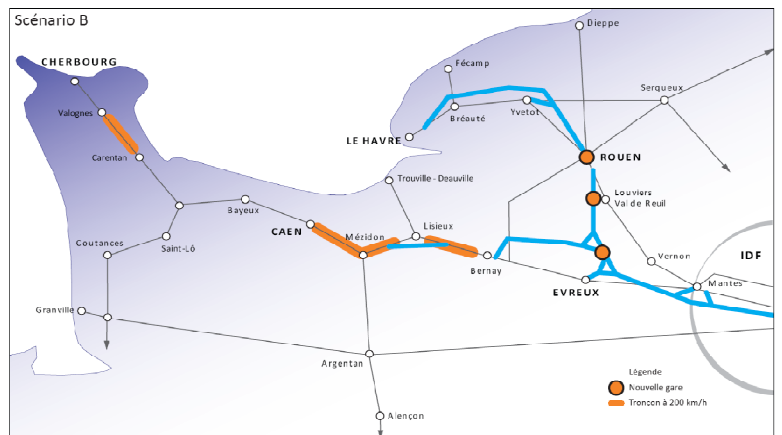 Scénario B
Dieppe
CHERBOURG
Fécamp
Serqueux
Valognes
Bréauté
Yvetot
LE HAVRE
Carentan
ROUEN
Trouville - Deauville
Louviers
Val de Reuil
Bayeux
CAEN
Mézidon
Lisieux
Coutances
Saint-Lô
Bernay
Vernon
IDF
EVREUX
Mantes
Granville
Argentan
Légende
Nouvelle gare
Troncon à 200 km/h
Alençon